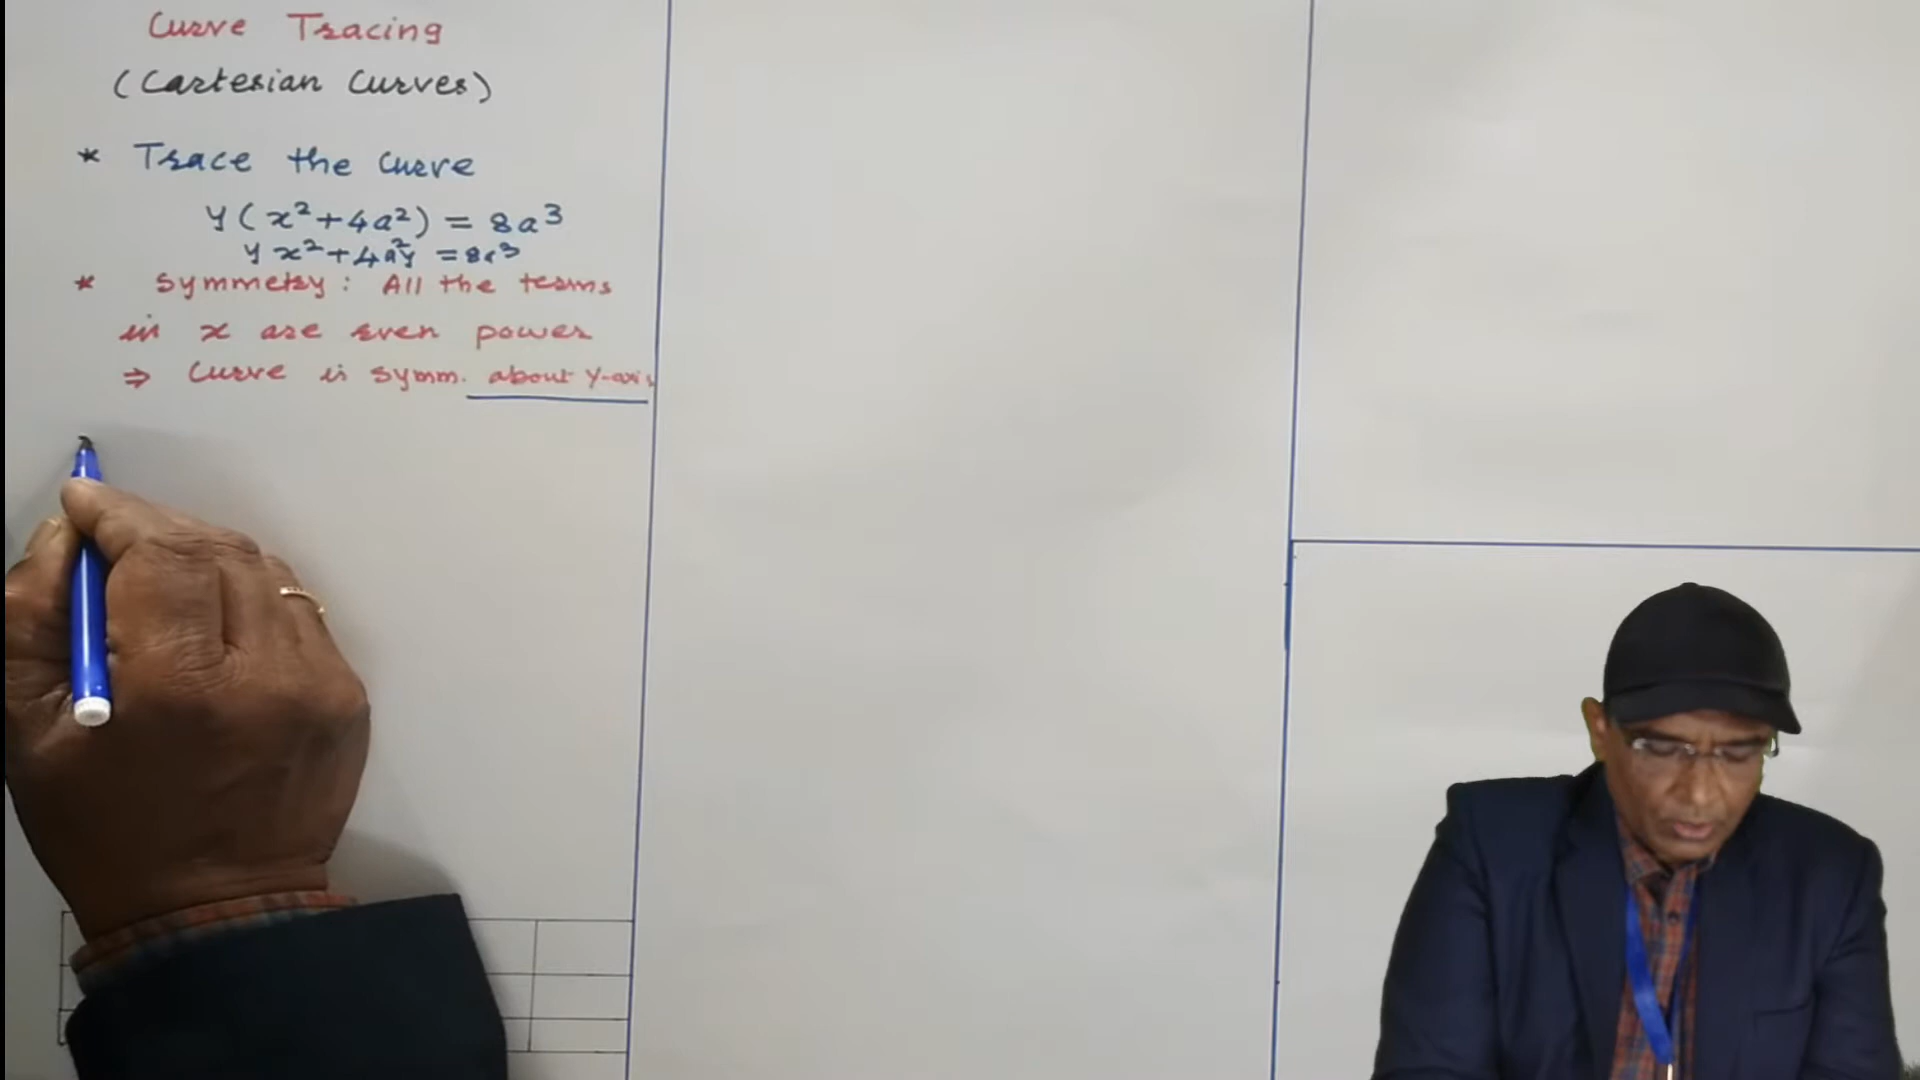 Curve Tracing
(Cartesian Curves)
* Trace the curve
y(x²+4a²) = 8a³
yx²+4a²y = 8a³
* Symmetry: All the terms
in x are even power
⇒ Curve is symm. about Y-axis